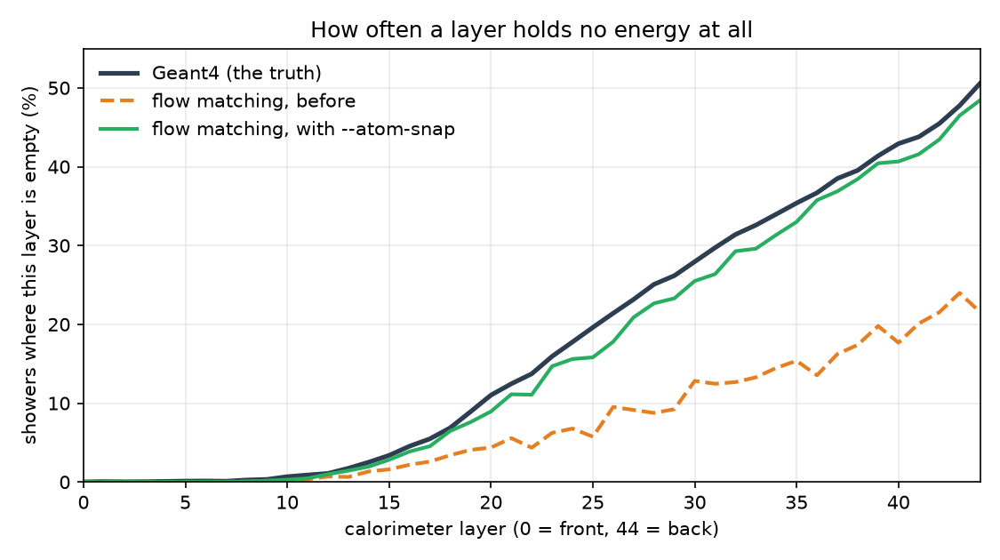 How often a layer holds no energy at all
Geant4 (the truth)
flow matching, before
flow matching, with --atom-snap
showers where this layer is empty (%)
50
40
30
20
10
0
0 5 10 15 20 25 30 35 40
calorimeter layer (0 = front, 44 = back)